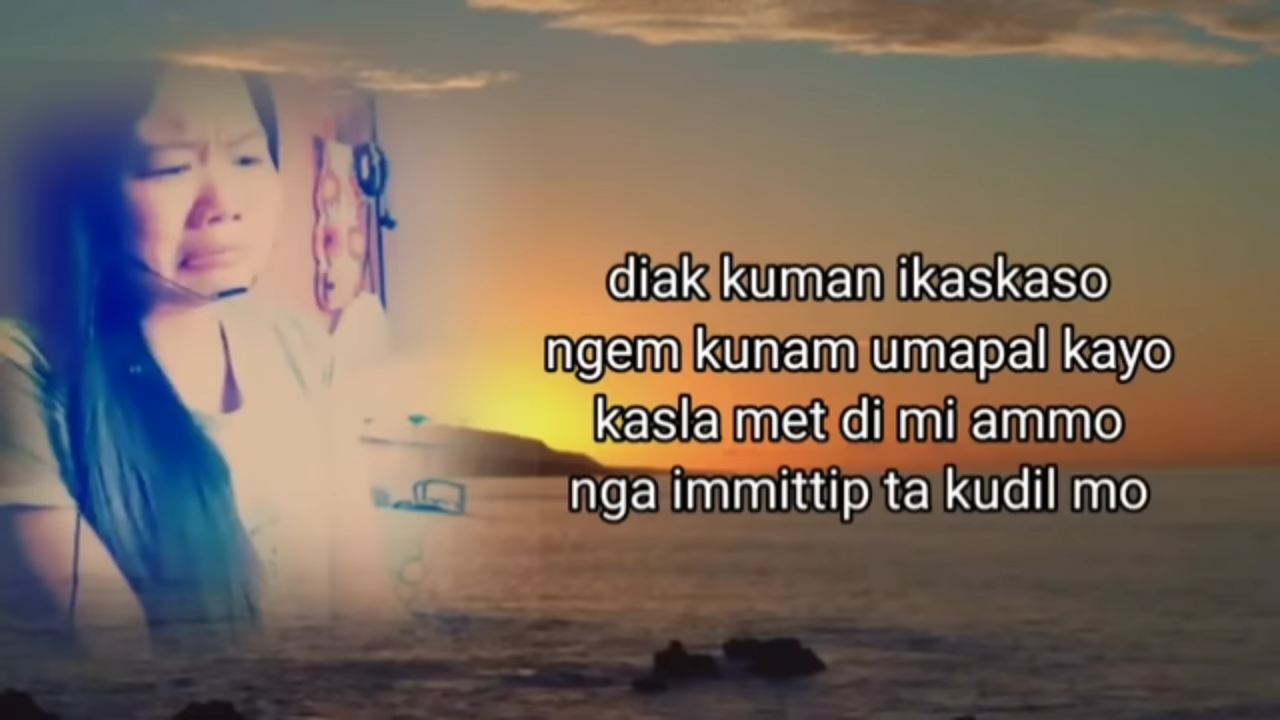 diak kuman ikaskaso
ngem kunam umapal kayo
kasla met di mi ammo
nga immittip ta kudil mo